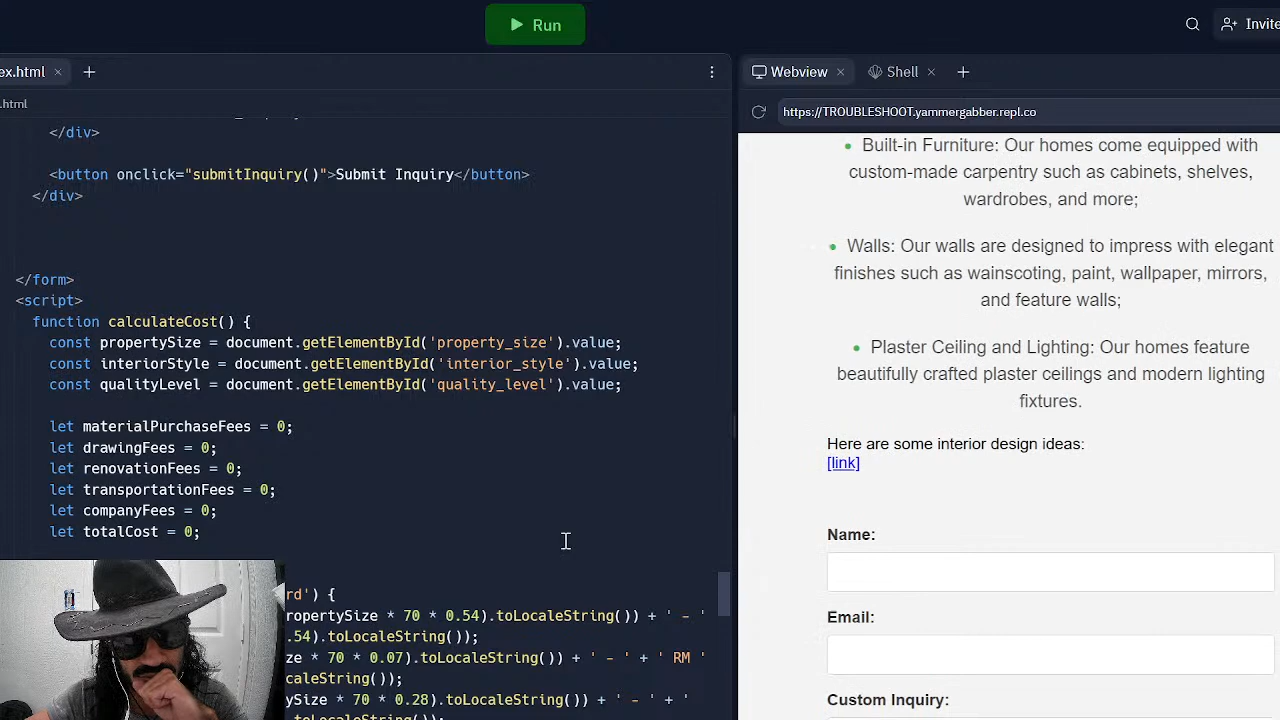 Run
Invite
ex.html
Webview
Shell
.html
https://TROUBLESHOOT.yammergabber.repl.co
</div>
<button onclick="submitInquiry()">Submit Inquiry</button>
</div>
</form>
<script>
function calculateCost() {
const propertySize = document.getElementById('property_size').value;
const interiorStyle = document.getElementById('interior_style').value;
const qualityLevel = document.getElementById('quality_level').value;
let materialPurchaseFees = 0;
let drawingFees = 0;
let renovationFees = 0;
let transportationFees = 0;
let companyFees = 0;
let totalCost = 0;
rd') {
ropertySize * 70 * 0.54).toLocaleString()) + ' - '
.54).toLocaleString());
ze * 70 * 0.07).toLocaleString()) + ' - ' + ' RM '
caleString());
ySize * 70 * 0.28).toLocaleString()) + ' - ' + '
toLocaleString());
• Built-in Furniture: Our homes come equipped with
custom-made carpentry such as cabinets, shelves,
wardrobes, and more;
• Walls: Our walls are designed to impress with elegant
finishes such as wainscoting, paint, wallpaper, mirrors,
and feature walls;
• Plaster Ceiling and Lighting: Our homes feature
beautifully crafted plaster ceilings and modern lighting
fixtures.
Here are some interior design ideas:
[link]
Name:
Email:
Custom Inquiry: